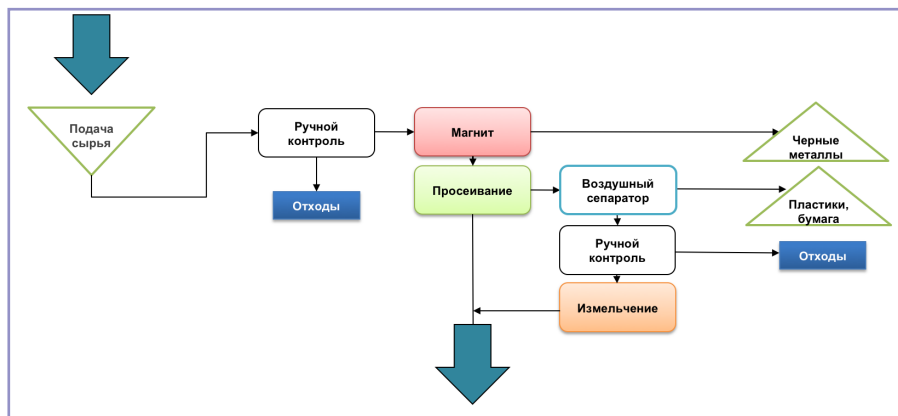 Подача
сырья
Ручной
контроль
Магнит
Черные
металлы
Отходы
Просеивание
Воздушный
сепаратор
Пластики,
бумага
Ручной
контроль
Отходы
Измельчение